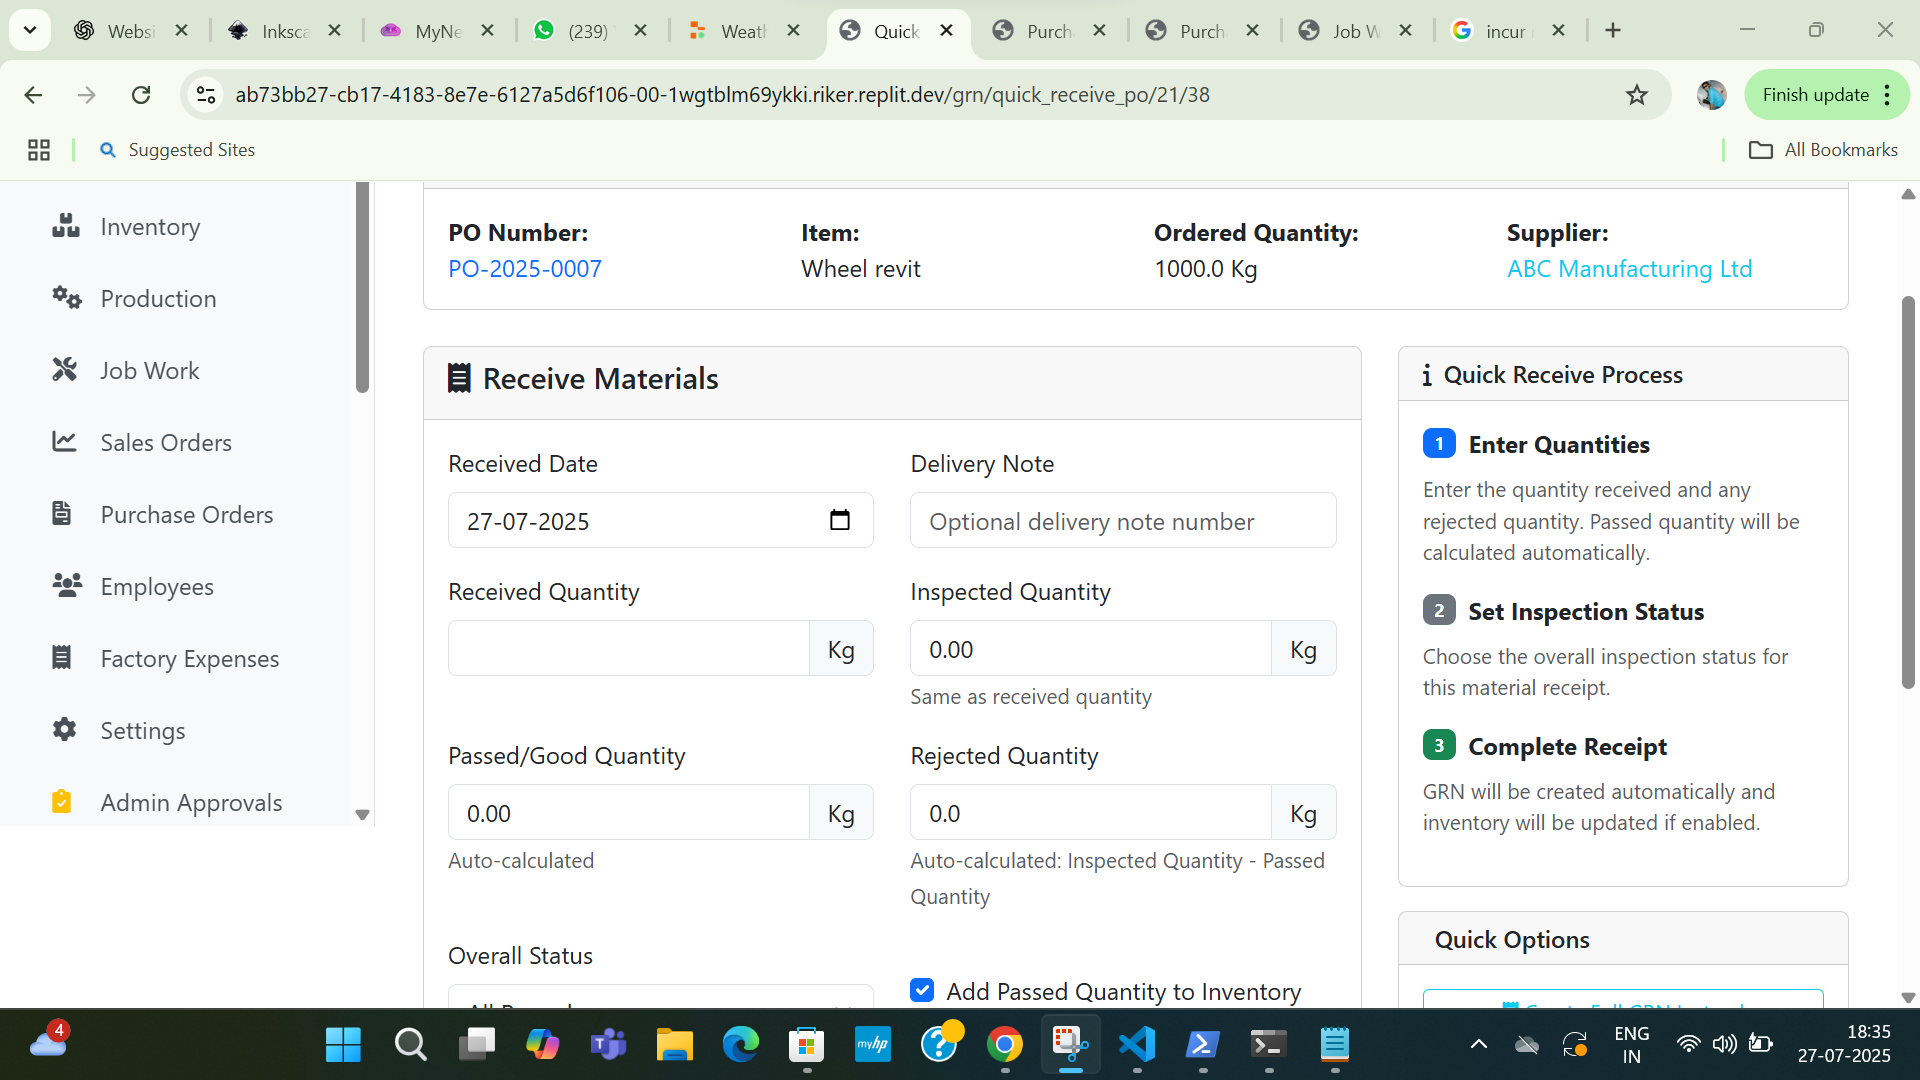 Websi
Inksca
MyNe
(239)
Weath
Quick
Purch
Purch
Job W
incur
ab73bb27-cb17-4183-8e7e-6127a5d6f106-00-1wgtblm69ykki.riker.replit.dev/grn/quick_receive_po/21/38
Finish update
Suggested Sites
All Bookmarks
Inventory
Production
Job Work
Sales Orders
Purchase Orders
Employees
Factory Expenses
Settings
Admin Approvals
PO Number:
PO-2025-0007
Item:
Wheel revit
Ordered Quantity:
1000.0 Kg
Supplier:
ABC Manufacturing Ltd
Receive Materials
Received Date
27-07-2025
Delivery Note
Optional delivery note number
Received Quantity
Kg
Inspected Quantity
0.00 Kg
Same as received quantity
Passed/Good Quantity
0.00 Kg
Auto-calculated
Rejected Quantity
0.0 Kg
Auto-calculated: Inspected Quantity - Passed
Quantity
Overall Status
Add Passed Quantity to Inventory
Quick Receive Process
1 Enter Quantities
Enter the quantity received and any
rejected quantity. Passed quantity will be
calculated automatically.
2 Set Inspection Status
Choose the overall inspection status for
this material receipt.
3 Complete Receipt
GRN will be created automatically and
inventory will be updated if enabled.
Quick Options
4
myhp
ENG
IN
18:35
27-07-2025